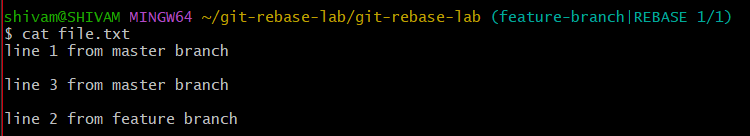 shivam@SHIVAM MINGW64 ~/git-rebase-lab/git-rebase-lab (feature-branch|REBASE 1/1)
$ cat file.txt
line 1 from master branch
line 3 from master branch
line 2 from feature branch